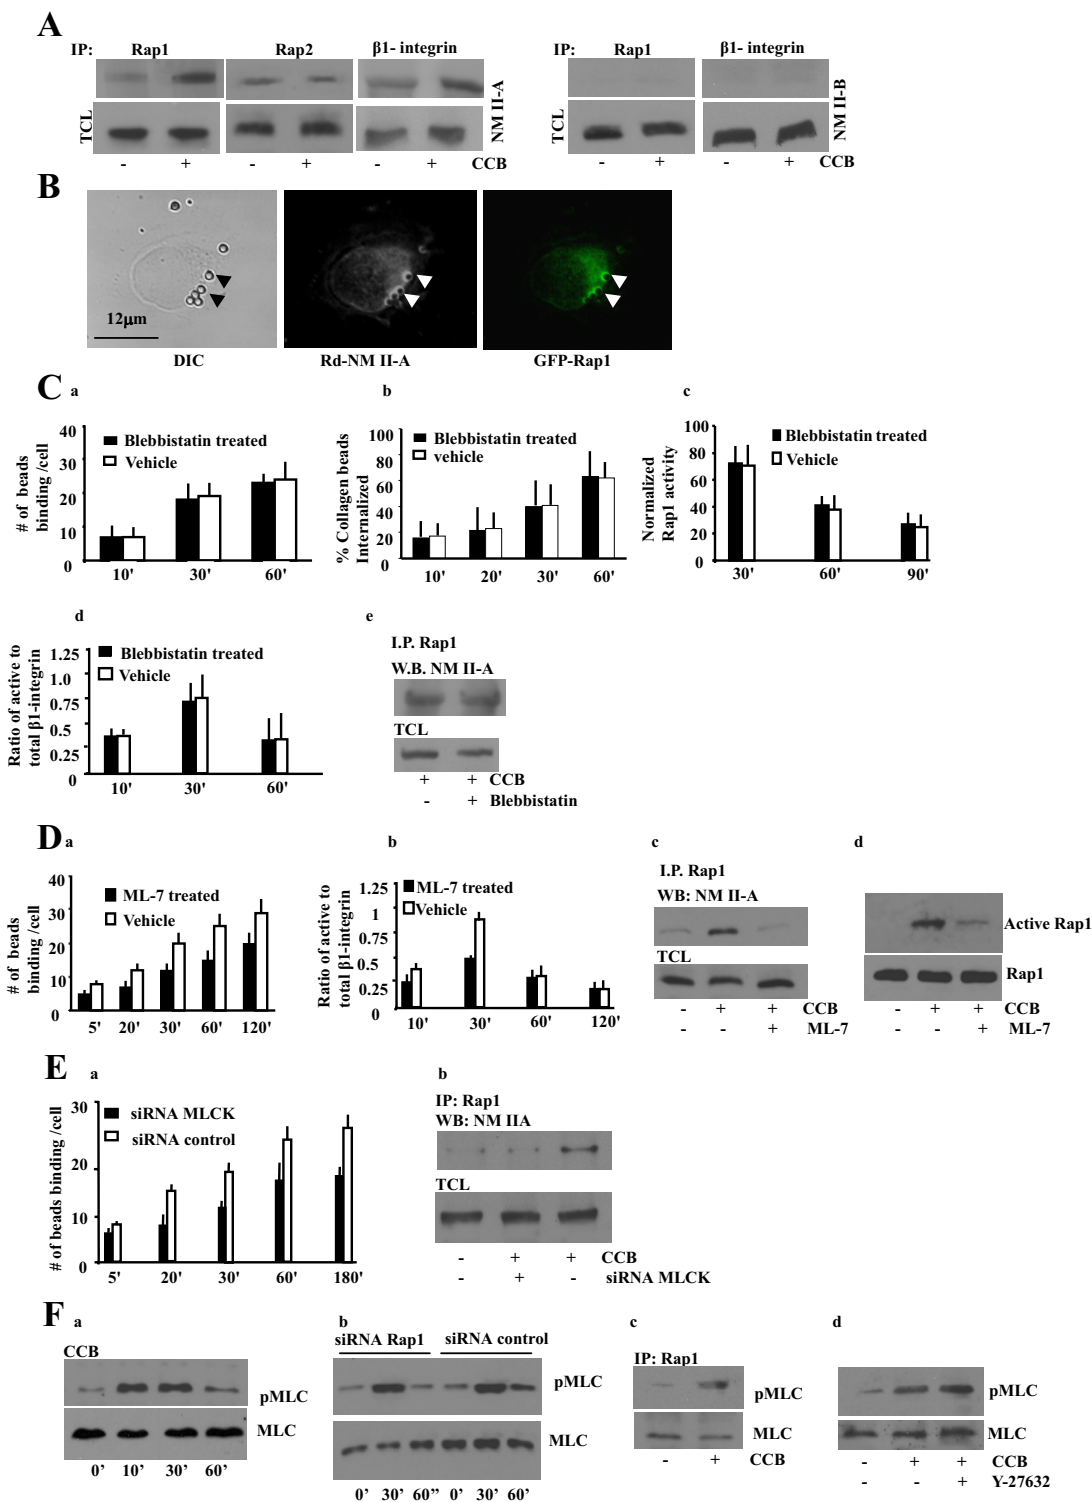 A
IP: Rap1 Rap2 β1- integrin Rap1 β1- integrin
TCL NM II-A TCL NM II-B
- + - + - + CCB - + - + CCB
B
12µm
DIC Rd-NM II-A GFP-Rap1
C a b c
# of beads binding /cell
40
30
20
10
0
Blebbistatin treated
Vehicle
10' 30' 60'
% Collagen beads Internalized
100
80
60
40
20
0
Blebbistatin treated
vehicle
10' 20' 30' 60'
Normalized Rap1 activity
100
80
60
40
20
0
Blebbistatin treated
Vehicle
30' 60' 90'
d e
Ratio of active to total β1-integrin
1.25
1.0
0.75
0.5
0.25
0
Blebbistatin treated
Vehicle
10' 30' 60'
I.P. Rap1
W.B. NM II-A
TCL
+ + CCB
- + Blebbistatin
D a b c d
# of beads binding /cell
40
30
20
10
0
ML-7 treated
Vehicle
5' 20' 30' 60' 120'
Ratio of active to total β1-integrin
1.25
1
0.75
0.5
0.25
0
ML-7 treated
Vehicle
10' 30' 60' 120'
I.P. Rap1
WB: NM II-A
TCL
- + + CCB
- - + ML-7
Active Rap1
Rap1
- + + CCB
- - + ML-7
E a b
# of beads binding /cell
30
20
10
0
siRNA MLCK
siRNA control
5' 20' 30' 60' 180'
IP: Rap1
WB: NM IIA
TCL
- + + CCB
- + - siRNA MLCK
F a b c d
CCB
pMLC
MLC
0’ 10’ 30’ 60’
siRNA Rap1 siRNA control
pMLC
MLC
0’ 30’ 60’’ 0’ 30’ 60’
IP: Rap1
pMLC
MLC
- + CCB
pMLC
MLC
- + + CCB
- - + Y-27632